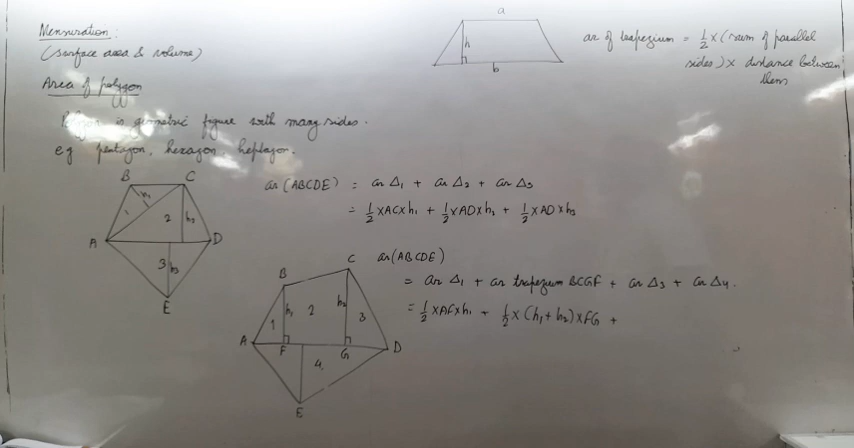 Mensuration:
(surface area & volume)
Area of polygon
Polygon is geometric figure with many sides.
eg pentagon, hexagon, heptagon.
a
h
b
ar of trapezium = 1/2 × (sum of parallel
sides) × distance between
them
B C
h₁
1 2 h₂
A D
3 h₃
E
ar (ABCDE) = ar Δ₁ + ar Δ₂ + ar Δ₃
= 1/2 × AC × h₁ + 1/2 × AD × h₂ + 1/2 × AD × h₃
C
B
h₁ 2 h₂
1 3
A F G D
4
E
ar (ABCDE)
= ar Δ₁ + ar trapezium BCGF + ar Δ₃ + ar Δ₄.
= 1/2 × AF × h₁ + 1/2 × (h₁ + h₂) × FG +